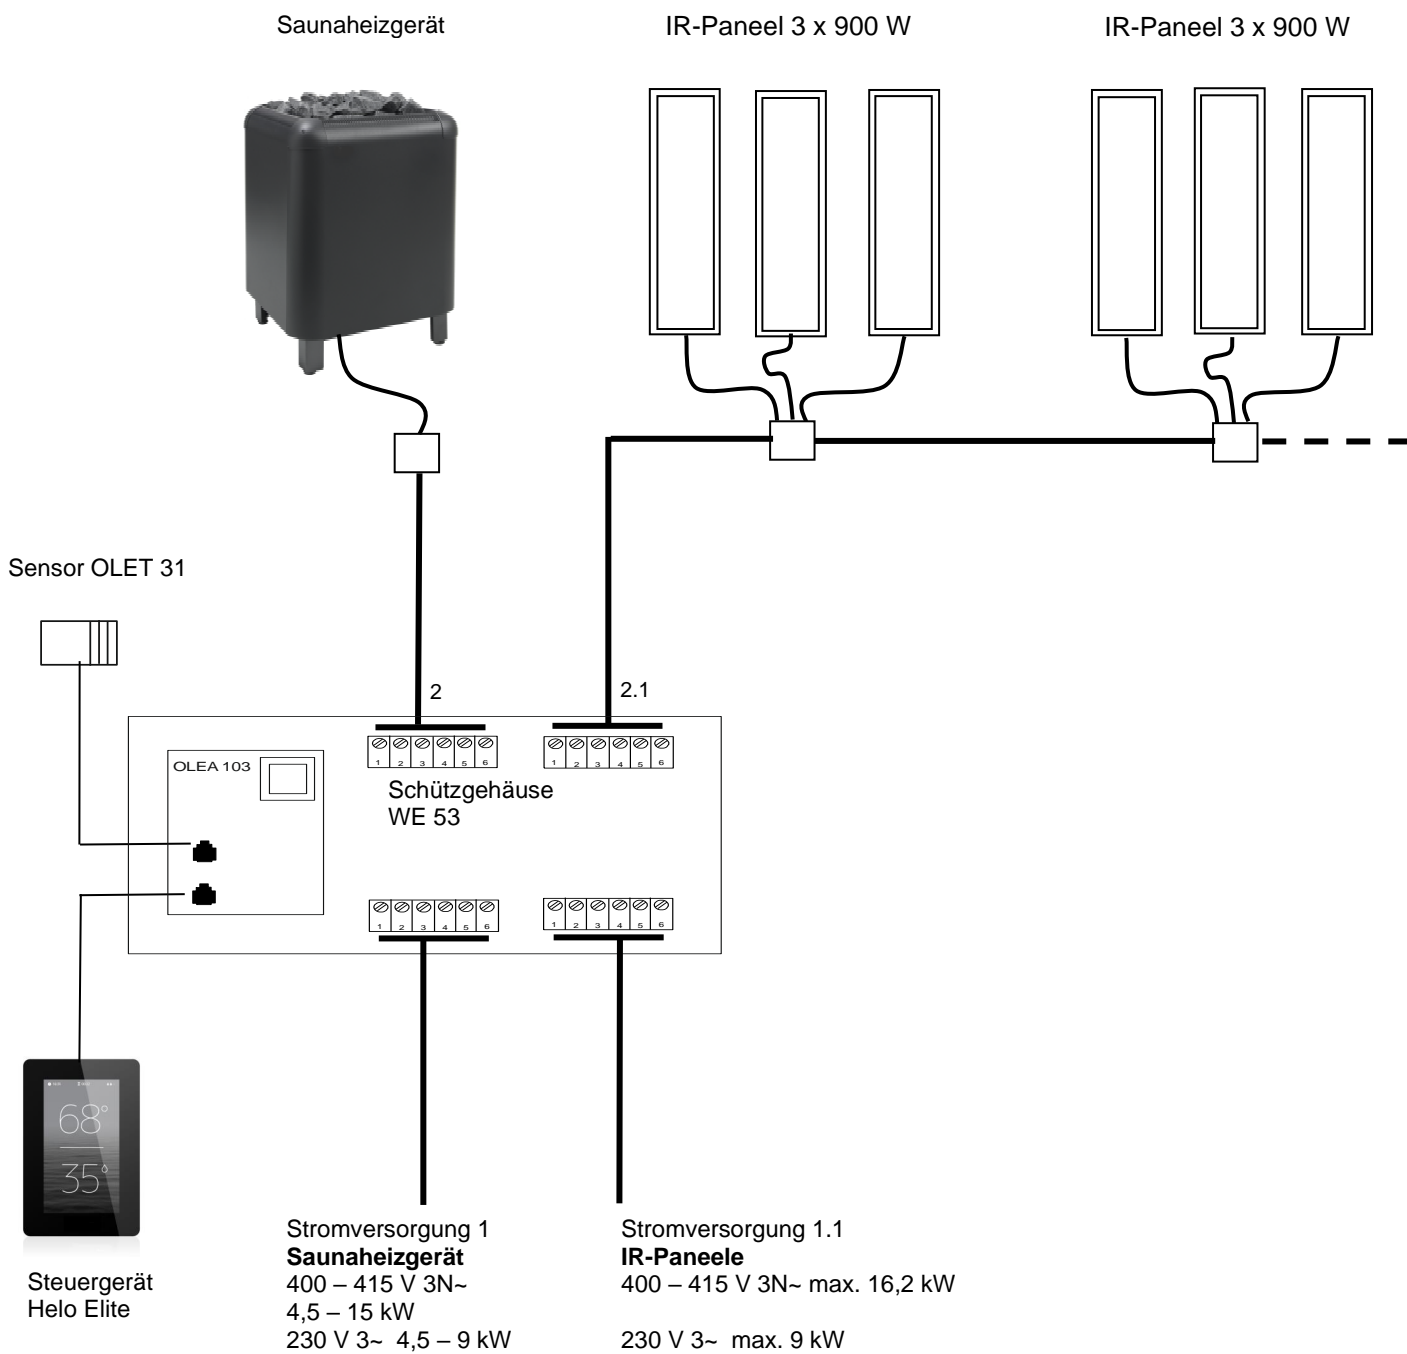 Saunaheizgerät
IR-Paneel 3 x 900 W
IR-Paneel 3 x 900 W
Sensor OLET 31
2
2.1
OLEA 103
1 2 3 4 5 6
1 2 3 4 5 6
Schützgehäuse
WE 53
1 2 3 4 5 6
1 2 3 4 5 6
68°
35°
Steuergerät
Helo Elite
Stromversorgung 1
Saunaheizgerät
400 – 415 V 3N~
4,5 – 15 kW
230 V 3~ 4,5 – 9 kW
Stromversorgung 1.1
IR-Paneele
400 – 415 V 3N~ max. 16,2 kW
230 V 3~ max. 9 kW